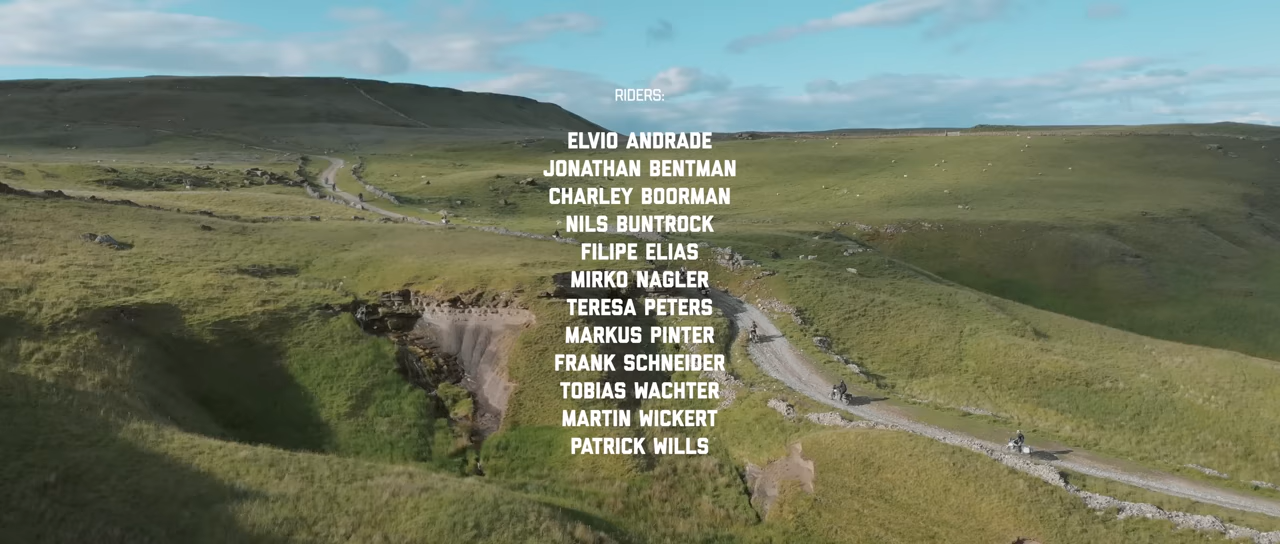 RIDERS:
ELVIO ANDRADE
JONATHAN BENTMAN
CHARLEY BOORMAN
NILS BUNTROCK
FILIPE ELIAS
MIRKO NAGLER
TERESA PETERS
MARKUS PINTER
FRANK SCHNEIDER
TOBIAS WACHTER
MARTIN WICKERT
PATRICK WILLS